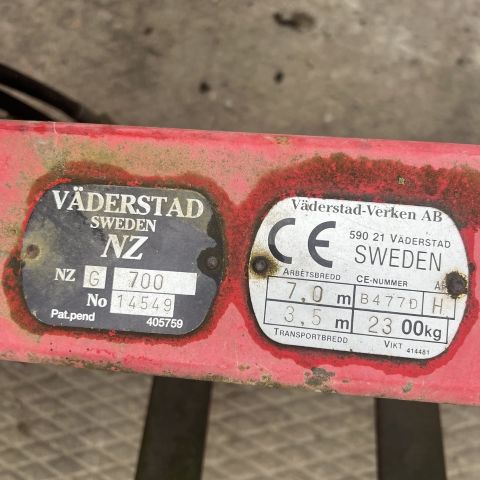 VÄDERSTAD
SWEDEN
NZ
NZ G 700
No 14549
Pat.pend 405759
Väderstad-Verken AB
CE 590 21 VÄDERSTAD
SWEDEN
ARBETSBREDD CE-NUMMER
7,0 m B477D H
3,5 m 23 00kg
TRANSPORTBREDD VIKT 414481